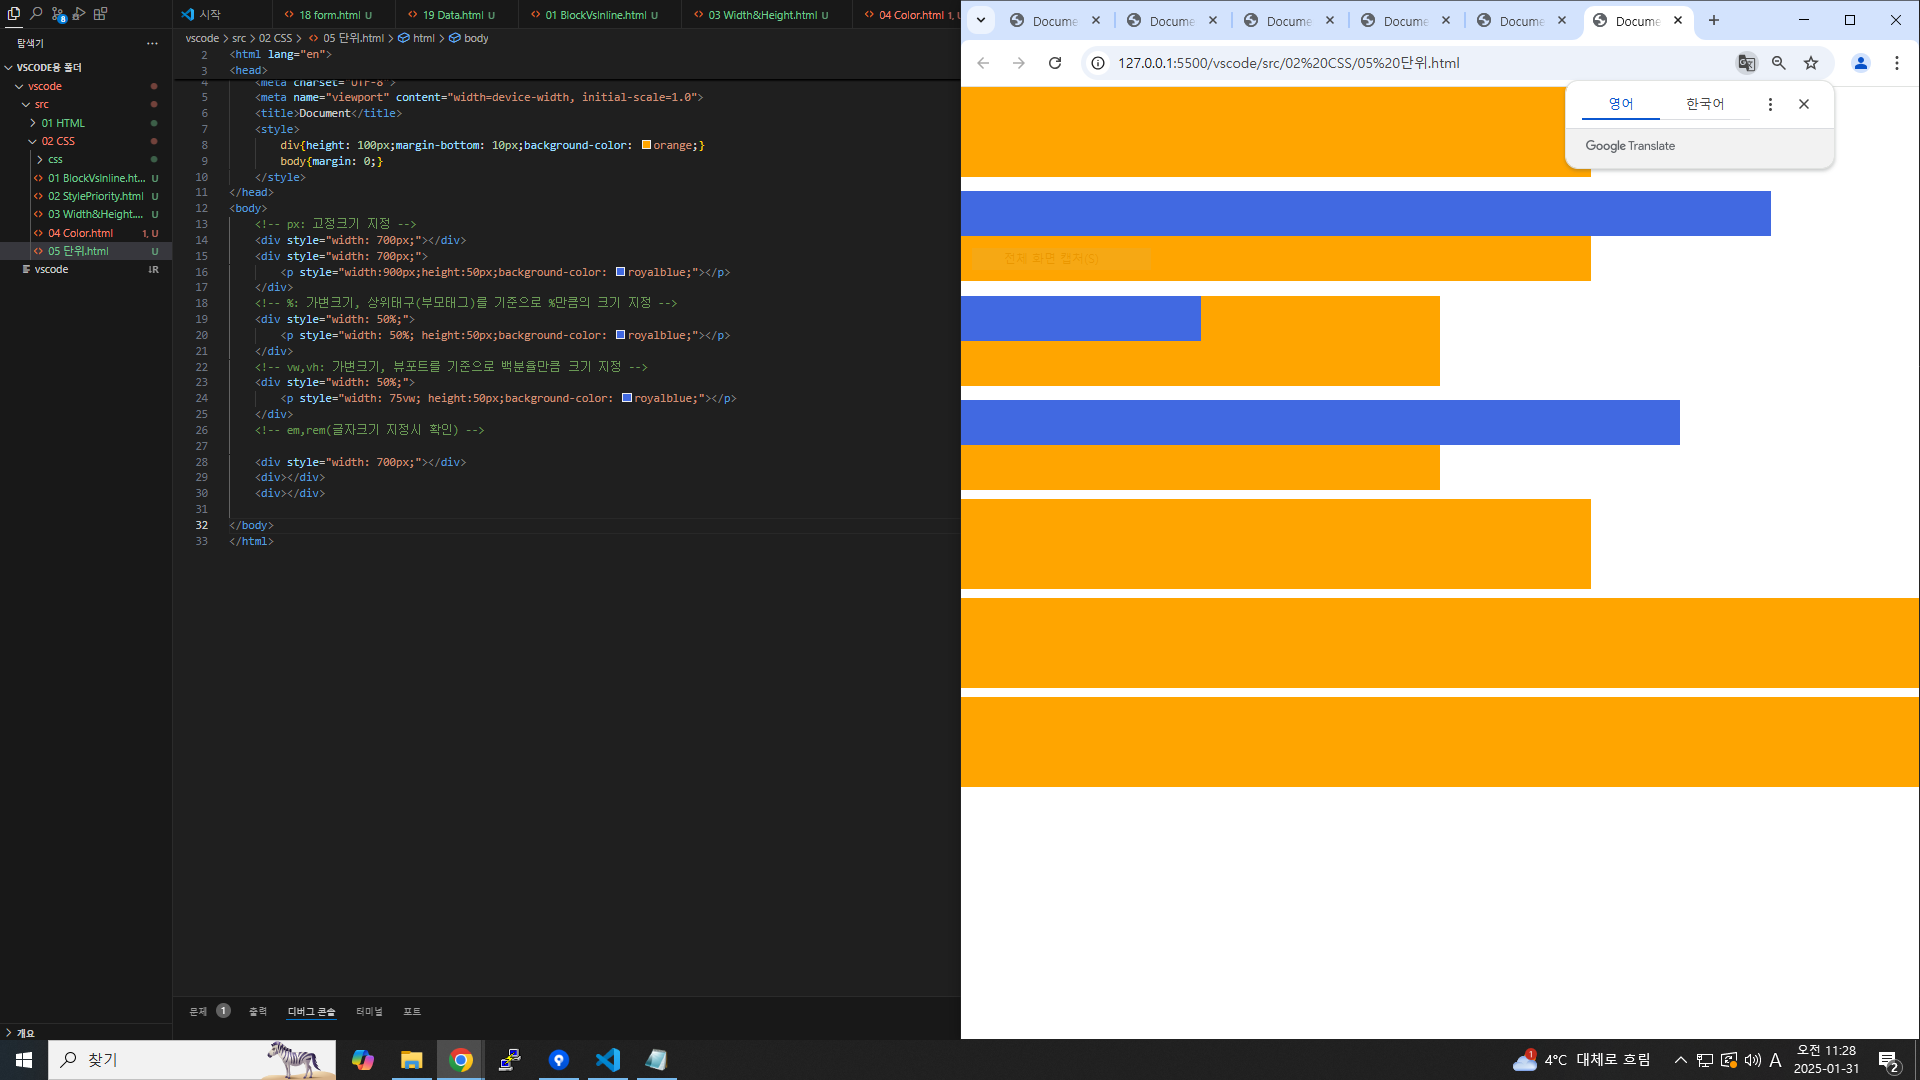 시작
18 form.html U
19 Data.html U
01 BlockVsInline.html U
03 Width&Height.html U
04 Color.html 1, U
탐색기
VSCODE용 폴더
vscode
src
01 HTML
02 CSS
css
01 BlockVsInline.ht... U
02 StylePriority.html U
03 Width&Height.... U
04 Color.html 1, U
05 단위.html U
vscode ↓R
개요
vscode > src > 02 CSS > 05 단위.html > html > body
2 <html lang="en">
3 <head>
4 <meta charset="UTF-8">
5 <meta name="viewport" content="width=device-width, initial-scale=1.0">
6 <title>Document</title>
7 <style>
8 div{height: 100px;margin-bottom: 10px;background-color: orange;}
9 body{margin: 0;}
10 </style>
11 </head>
12 <body>
13 <!-- px: 고정크기 지정 -->
14 <div style="width: 700px;"></div>
15 <div style="width: 700px;">
16 <p style="width:900px;height:50px;background-color: royalblue;"></p>
17 </div>
18 <!-- %: 가변크기, 상위태구(부모태그)를 기준으로 %만큼의 크기 지정 -->
19 <div style="width: 50%;">
20 <p style="width: 50%; height:50px;background-color: royalblue;"></p>
21 </div>
22 <!-- vw,vh: 가변크기, 뷰포트를 기준으로 백분율만큼 크기 지정 -->
23 <div style="width: 50%;">
24 <p style="width: 75vw; height:50px;background-color: royalblue;"></p>
25 </div>
26 <!-- em,rem(글자크기 지정시 확인) -->
27
28 <div style="width: 700px;"></div>
29 <div></div>
30 <div></div>
31
32 </body>
33 </html>
문제 1 출력 디버그 콘솔 터미널 포트
Docume Docume Docume Docume Docume Docume
127.0.0.1:5500/vscode/src/02%20CSS/05%20단위.html
영어 한국어
Google Translate
전체 화면 캡처(S)
찾기
4°C 대체로 흐림
A
오전 11:28
2025-01-31
2